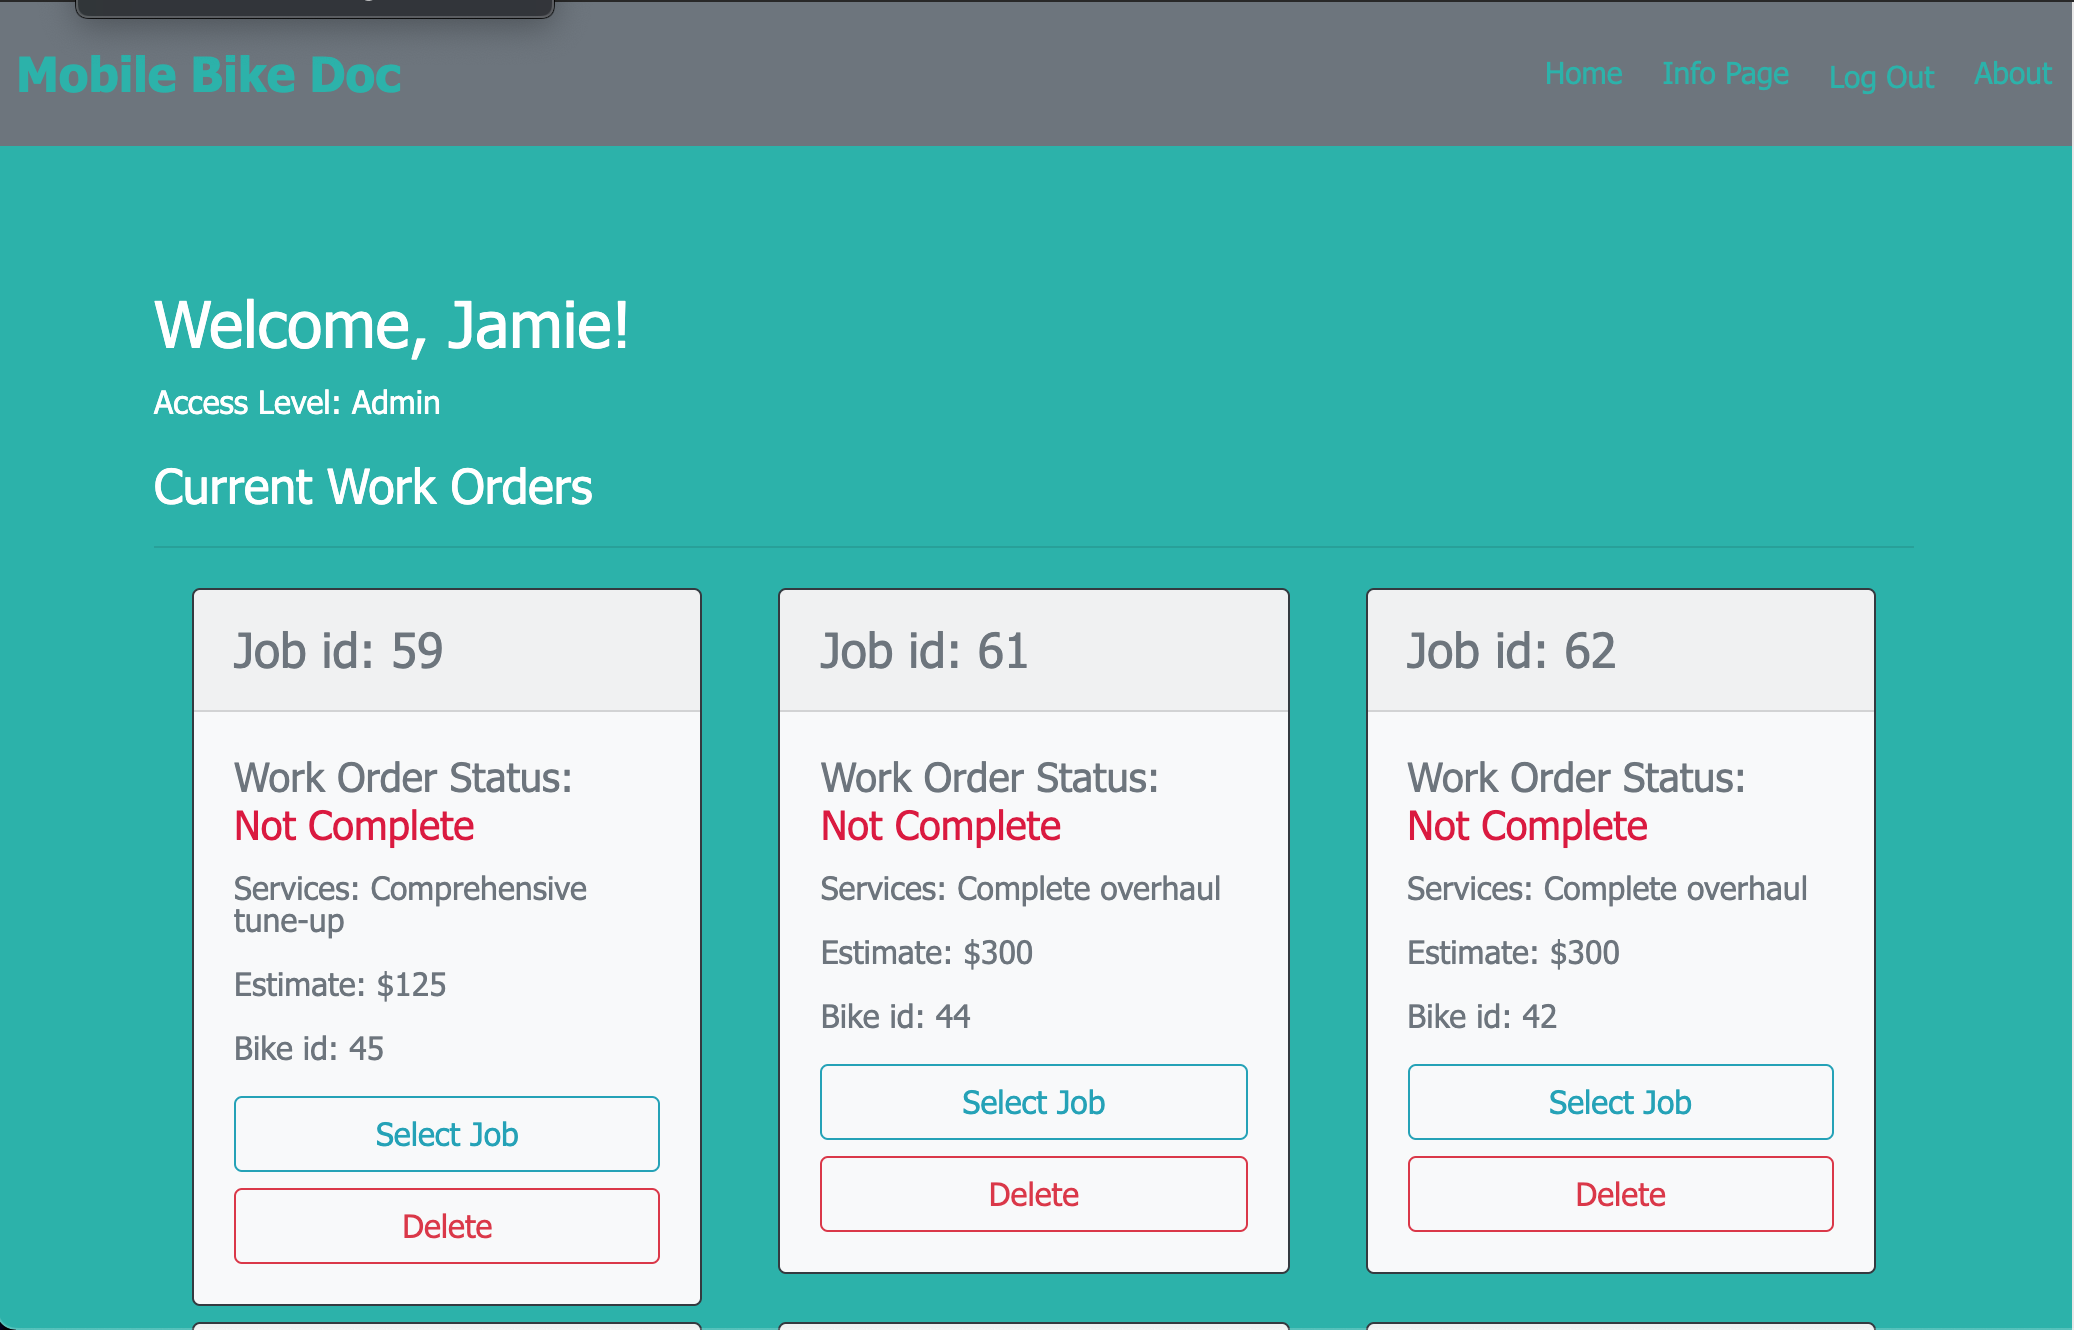 Mobile Bike Doc
Home Info Page Log Out About
Welcome, Jamie!
Access Level: Admin
Current Work Orders
Job id: 59
Work Order Status:
Not Complete
Services: Comprehensive
tune-up
Estimate: $125
Bike id: 45
Select Job
Delete
Job id: 61
Work Order Status:
Not Complete
Services: Complete overhaul
Estimate: $300
Bike id: 44
Select Job
Delete
Job id: 62
Work Order Status:
Not Complete
Services: Complete overhaul
Estimate: $300
Bike id: 42
Select Job
Delete